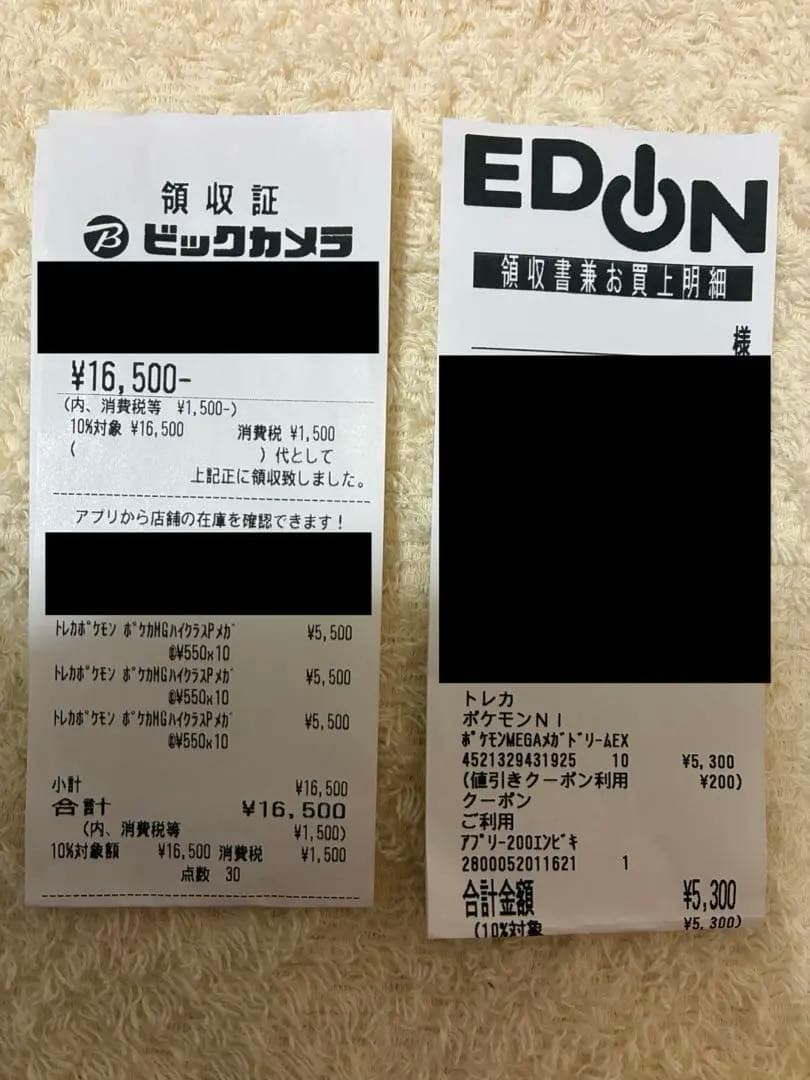 領収証
ビックカメラ
¥16,500-
(内、消費税等 ¥1,500-)
10%対象 ¥16,500 消費税 ¥1,500
( )代として
上記正に領収致しました。
アプリから店舗の在庫を確認できます!
トレカポケモン ポケカMGハイクラスPメガ ¥5,500
@¥550x10
トレカポケモン ポケカMGハイクラスPメガ ¥5,500
@¥550x10
トレカポケモン ポケカMGハイクラスPメガ ¥5,500
@¥550x10
小計 ¥16,500
合計 ¥16,500
(内、消費税等 ¥1,500)
10%対象額 ¥16,500 消費税 ¥1,500
点数 30
EDION
領収書兼お買上明細
様
トレカ
ポケモンNI
ポケモンMEGAメガドリームEX
4521329431925 10 ¥5,300
(値引きクーポン利用 ¥200)
クーポン
ご利用
アプリー200エンビキ
2800052011621 1
合計金額 ¥5,300
(10%対象 ¥5,300)